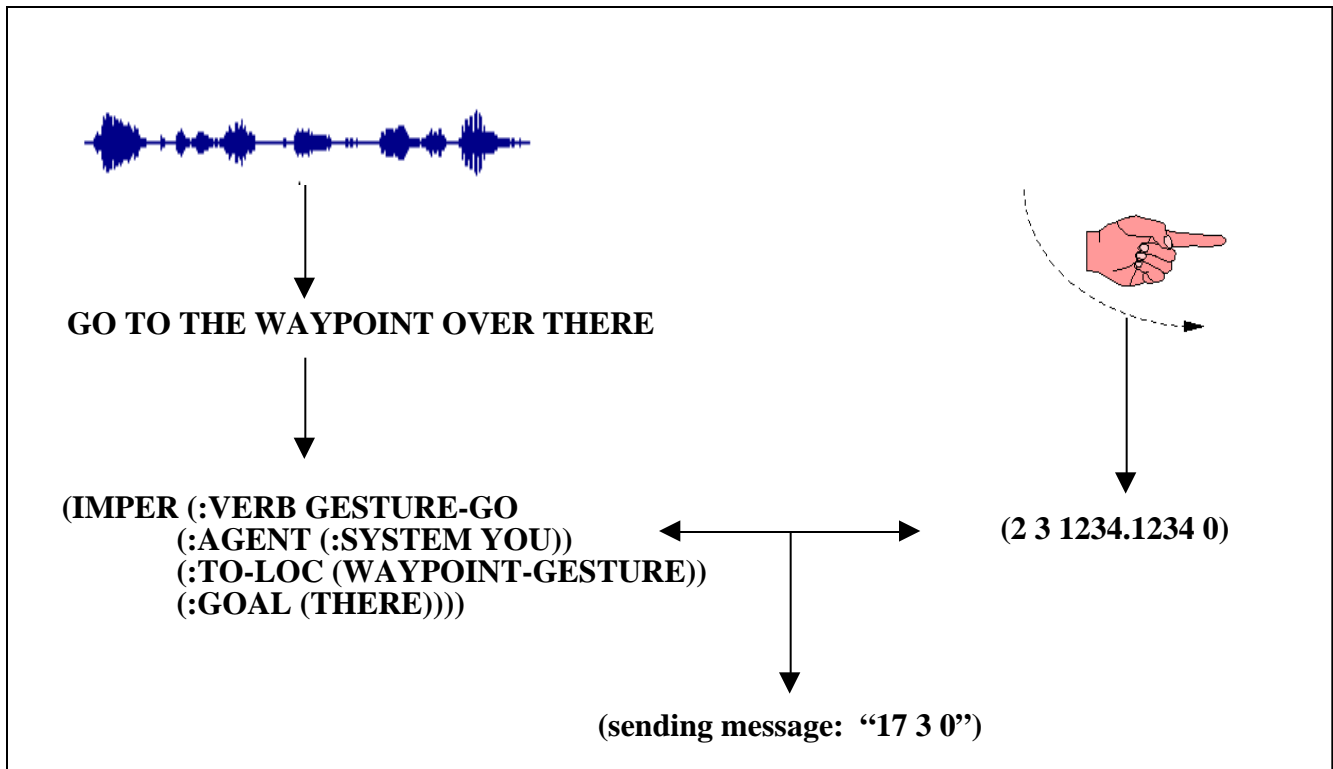 GO TO THE WAYPOINT OVER THERE
(IMPER (:VERB GESTURE-GO
(:AGENT (:SYSTEM YOU))
(:TO-LOC (WAYPOINT-GESTURE))
(:GOAL (THERE))))
(2 3 1234.1234 0)
(sending message:  “17 3 0”)